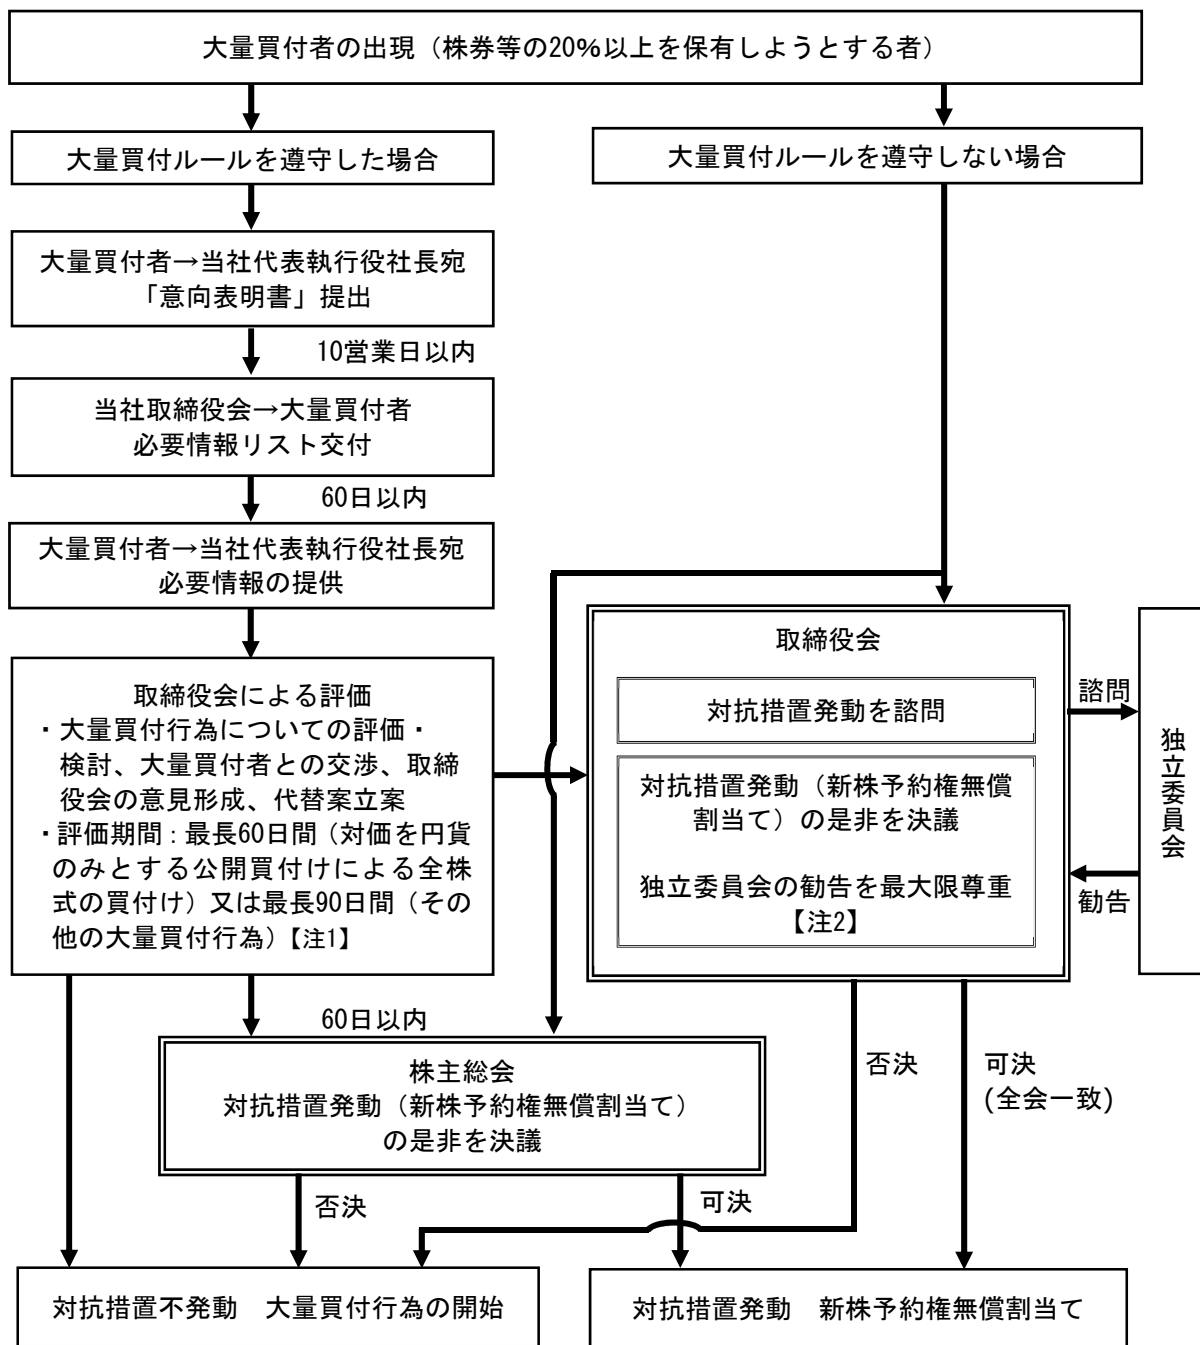 大量買付者の出現（株券等の20%以上を保有しようとする者）
大量買付ルールを遵守した場合
大量買付ルールを遵守しない場合
大量買付者→当社代表執行役社長宛
「意向表明書」提出
10営業日以内
当社取締役会→大量買付者
必要情報リスト交付
60日以内
大量買付者→当社代表執行役社長宛
必要情報の提供
取締役会による評価
・大量買付行為についての評価・
検討、大量買付者との交渉、取締
役会の意見形成、代替案立案
・評価期間：最長60日間（対価を円貨
のみとする公開買付けによる全株
式の買付け）又は最長90日間（その
他の大量買付行為）【注1】
取締役会
対抗措置発動を諮問
対抗措置発動（新株予約権無償
割当て）の是非を決議
独立委員会の勧告を最大限尊重
【注2】
諮問
勧告
独立委員会
60日以内
株主総会
対抗措置発動（新株予約権無償割当て）
の是非を決議
否決
可決
(全会一致)
否決
可決
対抗措置不発動　大量買付行為の開始
対抗措置発動　新株予約権無償割当て